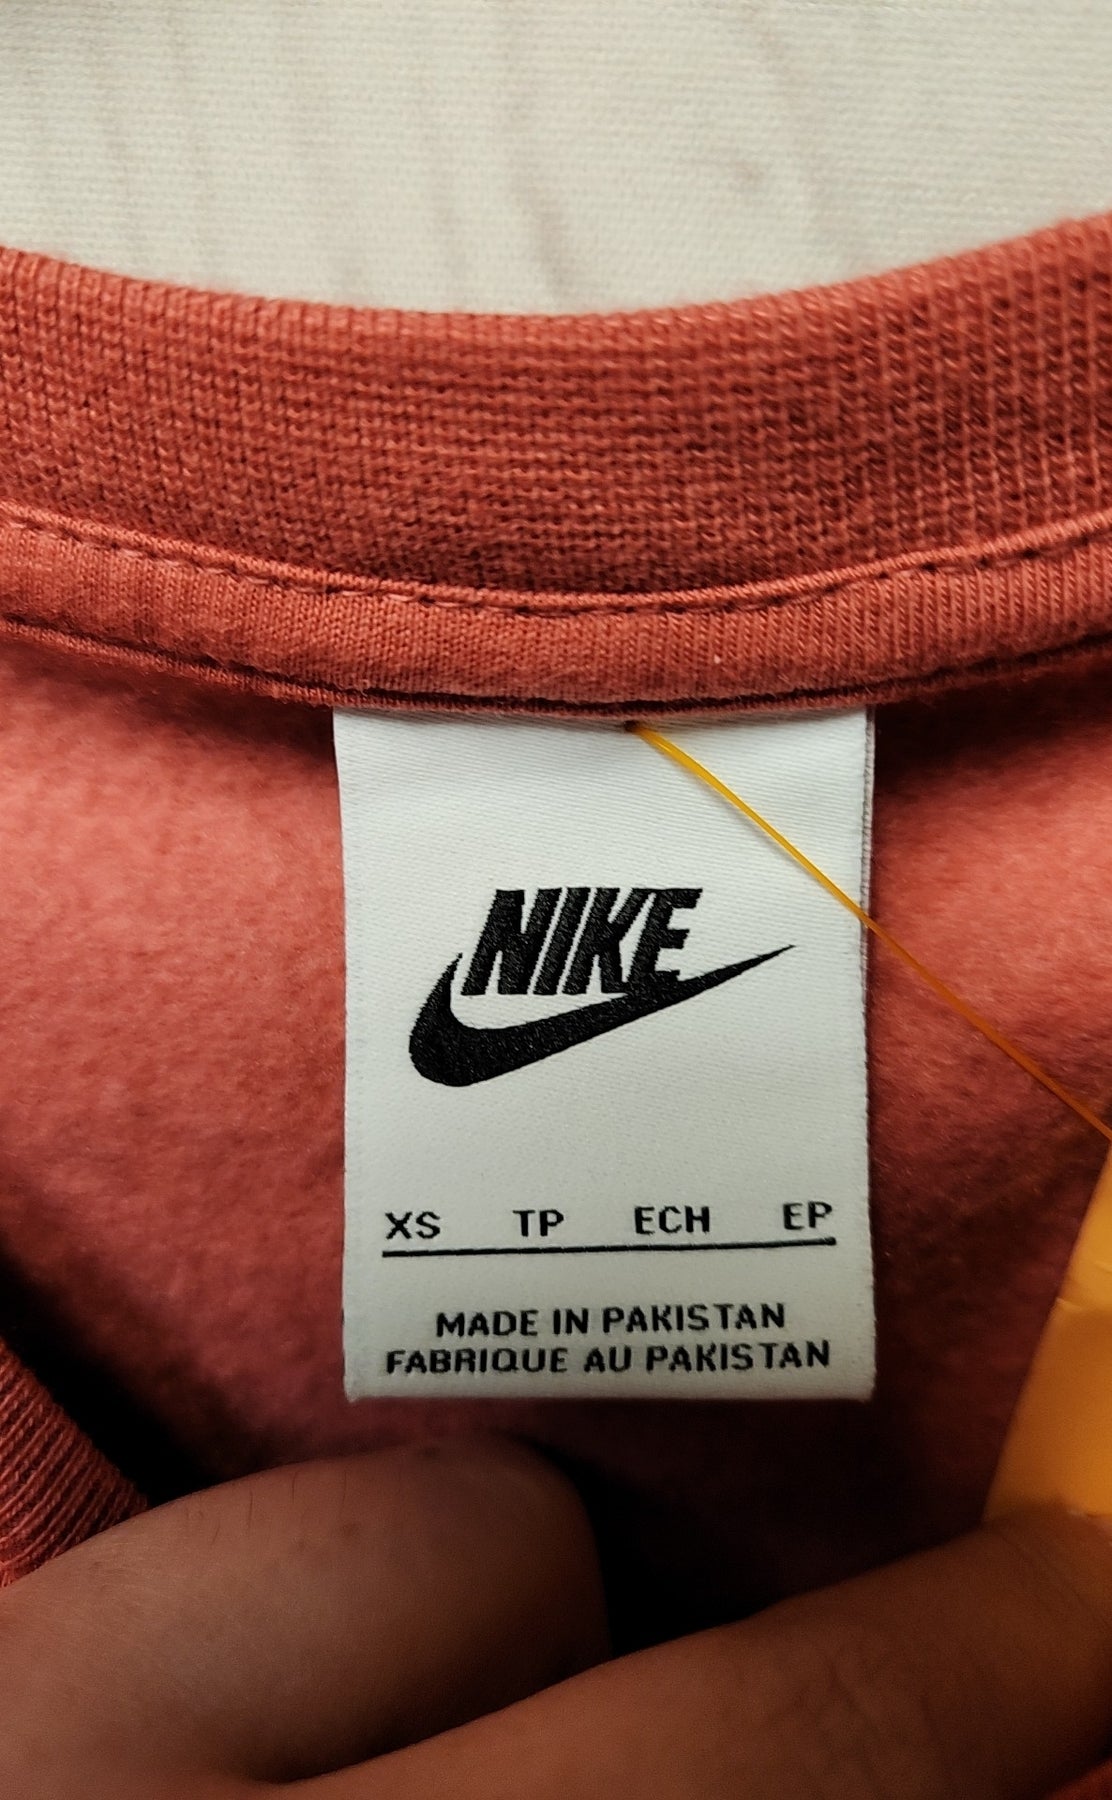 NIKE
XS TP ECH EP
MADE IN PAKISTAN
FABRIQUE AU PAKISTAN